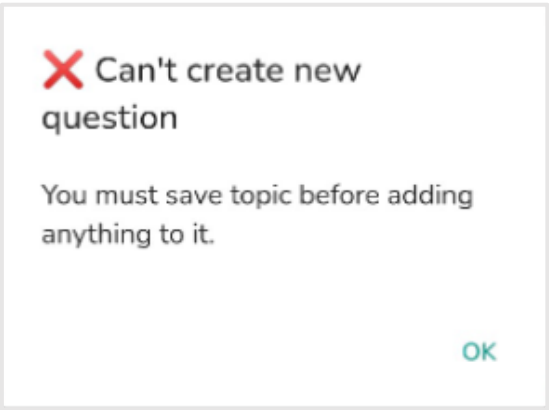 ❌ Can't create new
question
You must save topic before adding
anything to it.
OK